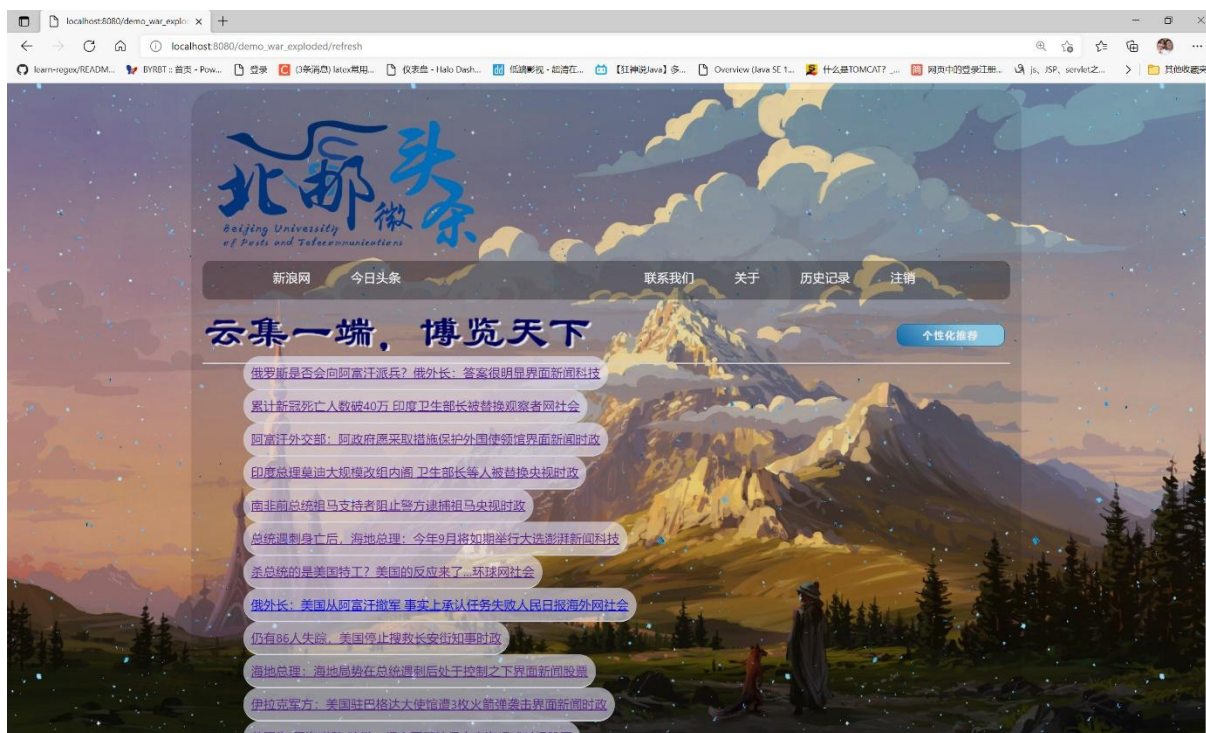 localhost:8080/demo_war_explo
localhost:8080/demo_war_exploded/refresh
learn-regex/READM... BYRBT :: 首页 - Pow... 登录 (3条消息) latex常用... 仪表盘 - Halo Dash... 低端影视 - 超清在... 【狂神说Java】多... Overview (Java SE 1... 什么是TOMCAT? _... 网页中的登录注册... js、JSP、servlet之... 其他收藏夹
北邮微头条
Beijing University
of Posts and Telecommunications
新浪网 今日头条 联系我们 关于 历史记录 注销
云集一端，博览天下 个性化推荐
俄罗斯是否会向阿富汗派兵？俄外长：答案很明显界面新闻科技
累计新冠死亡人数破40万 印度卫生部长被替换观察者网社会
阿富汗外交部：阿政府愿采取措施保护外国使领馆界面新闻时政
印度总理莫迪大规模改组内阁 卫生部长等人被替换央视时政
南非前总统祖马支持者阻止警方逮捕祖马央视时政
总统遇刺身亡后，海地总理：今年9月将如期举行大选澎湃新闻科技
杀总统的是美国特工？美国的反应来了...环球网社会
俄外长：美国从阿富汗撤军 事实上承认任务失败人民日报海外网社会
仍有86人失踪，美国停止搜救长安街知事时政
海地总理：海地局势在总统遇刺后处于控制之下界面新闻股票
伊拉克军方：美国驻巴格达大使馆遭3枚火箭弹袭击界面新闻时政